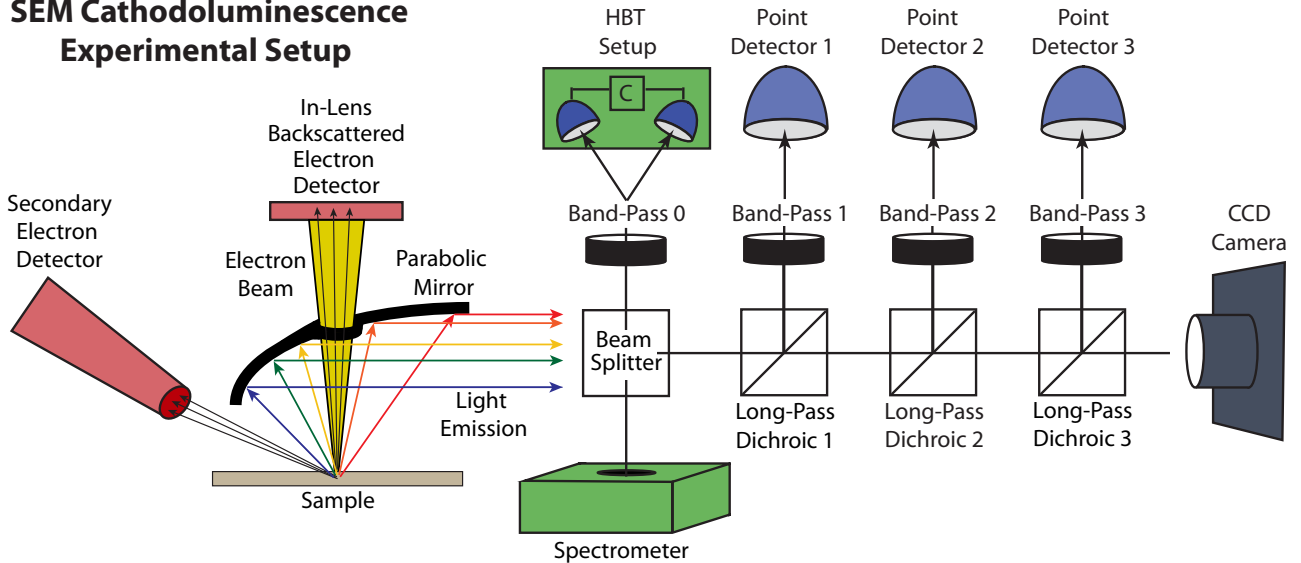 SEM Cathodoluminescence
Experimental Setup
In-Lens
Backscattered
Electron
Detector
Secondary
Electron
Detector
Electron
Beam
Parabolic
Mirror
Light
Emission
Sample
HBT
Setup
C
Point
Detector 1
Point
Detector 2
Point
Detector 3
Band-Pass 0
Band-Pass 1
Band-Pass 2
Band-Pass 3
CCD
Camera
Beam
Splitter
Long-Pass
Dichroic 1
Long-Pass
Dichroic 2
Long-Pass
Dichroic 3
Spectrometer